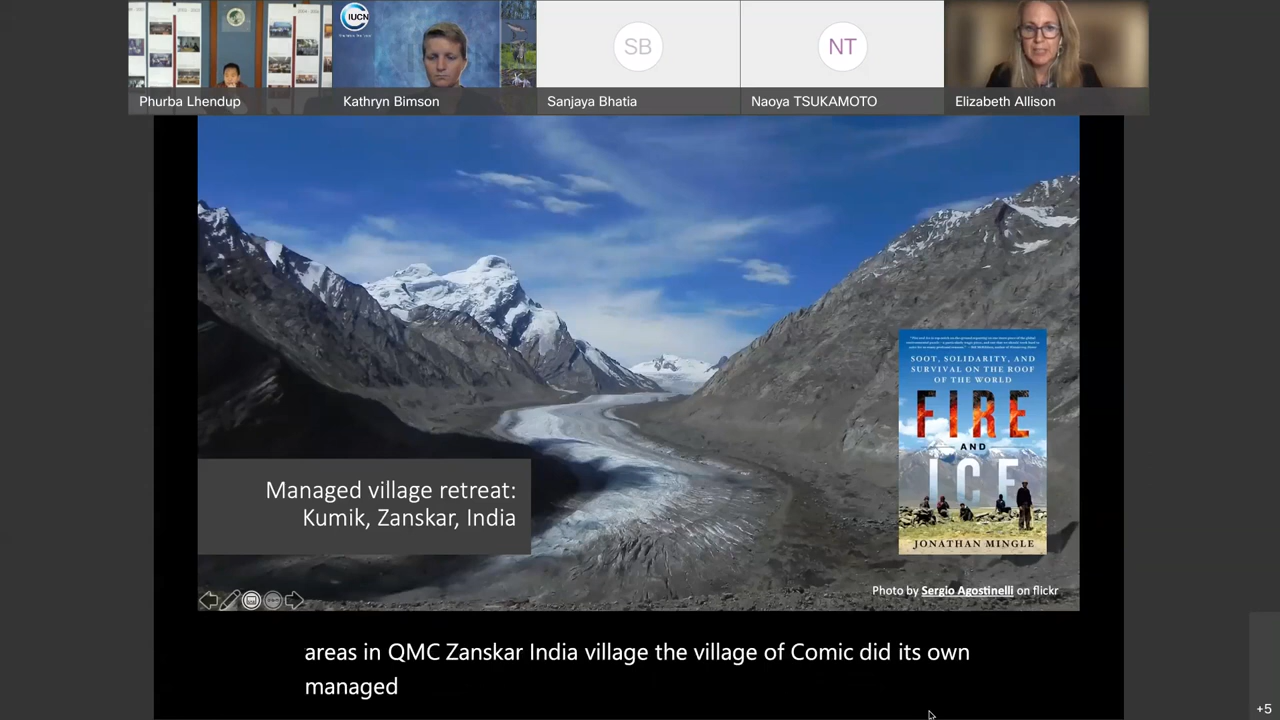 IUCN
SB
NT
Phurba Lhendup
Kathryn Bimson
Sanjaya Bhatia
Naoya TSUKAMOTO
Elizabeth Allison
SOOT, SOLIDARITY, AND
SURVIVAL ON THE ROOF
OF THE WORLD
FIRE
AND
ICE
JONATHAN MINGLE
Managed village retreat:
Kumik, Zanskar, India
Photo by Sergio Agostinelli on flickr
areas in QMC Zanskar India village the village of Comic did its own
managed
+5